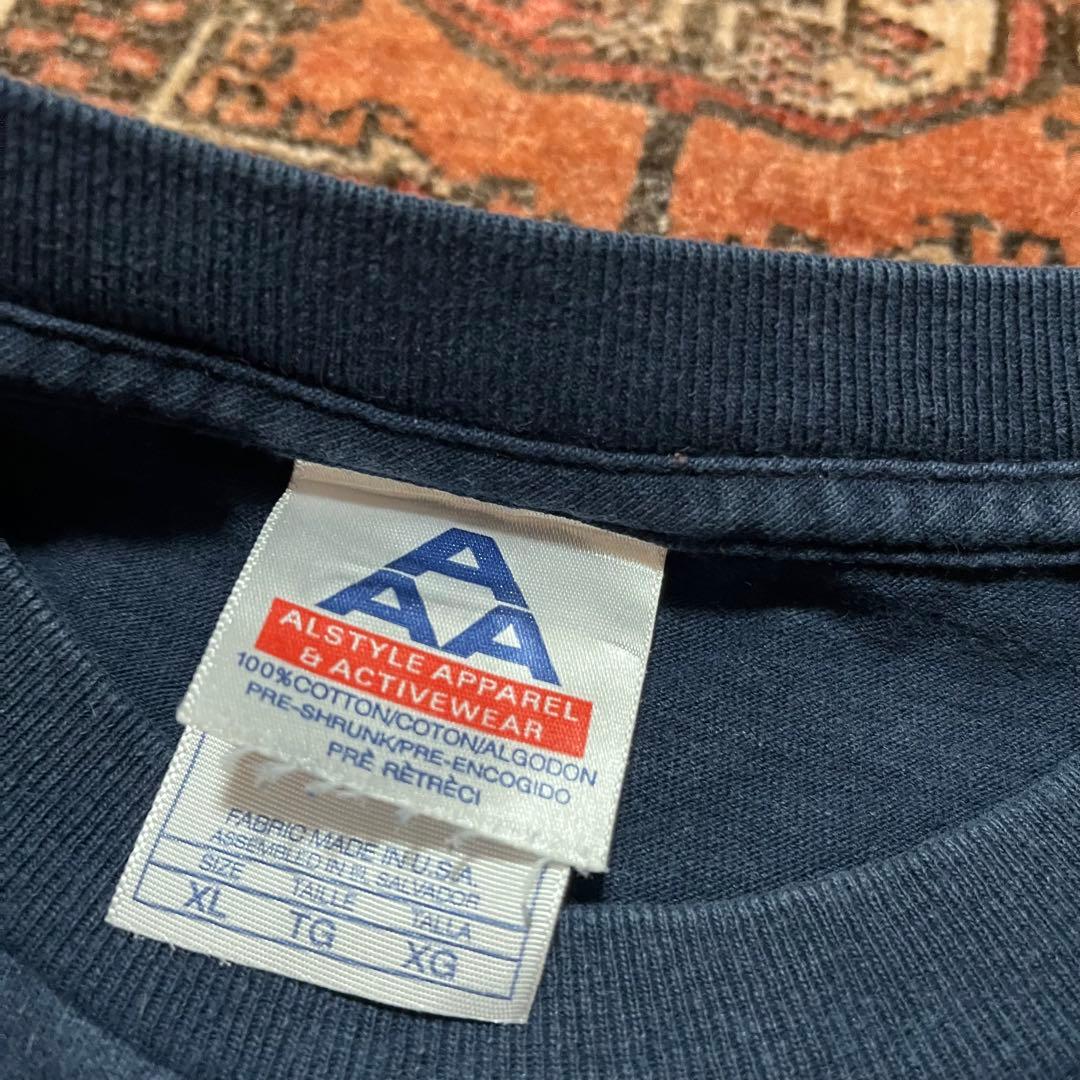 A
A A
ALSTYLE APPAREL
& ACTIVEWEAR
100% COTTON/COTON/ALGODON
PRE-SHRUNK/PRE-ENCOGIDO
PRÈ RÈTRÈCI
FABRIC MADE IN U.S.A.
ASSEMBLED IN EL SALVADOR
SIZE TAILLE TALLA
XL TG XG